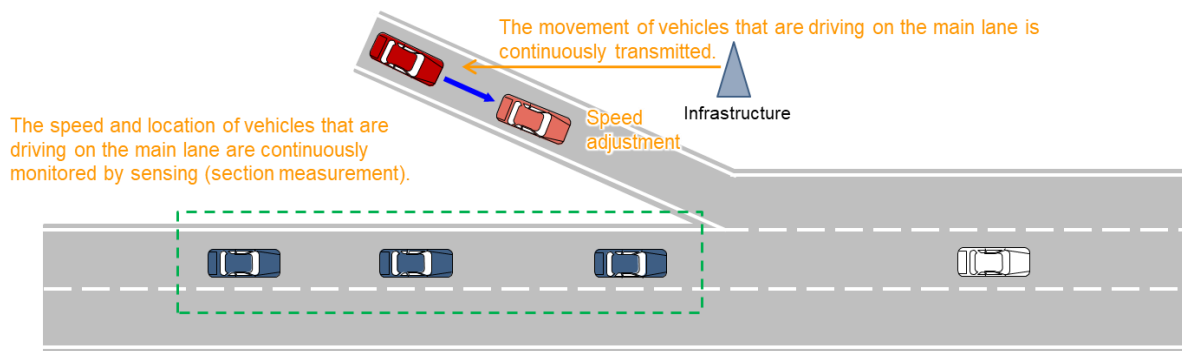 The movement of vehicles that are driving on the main lane is
continuously transmitted.
Infrastructure
Speed
adjustment
The speed and location of vehicles that are
driving on the main lane are continuously
monitored by sensing (section measurement).